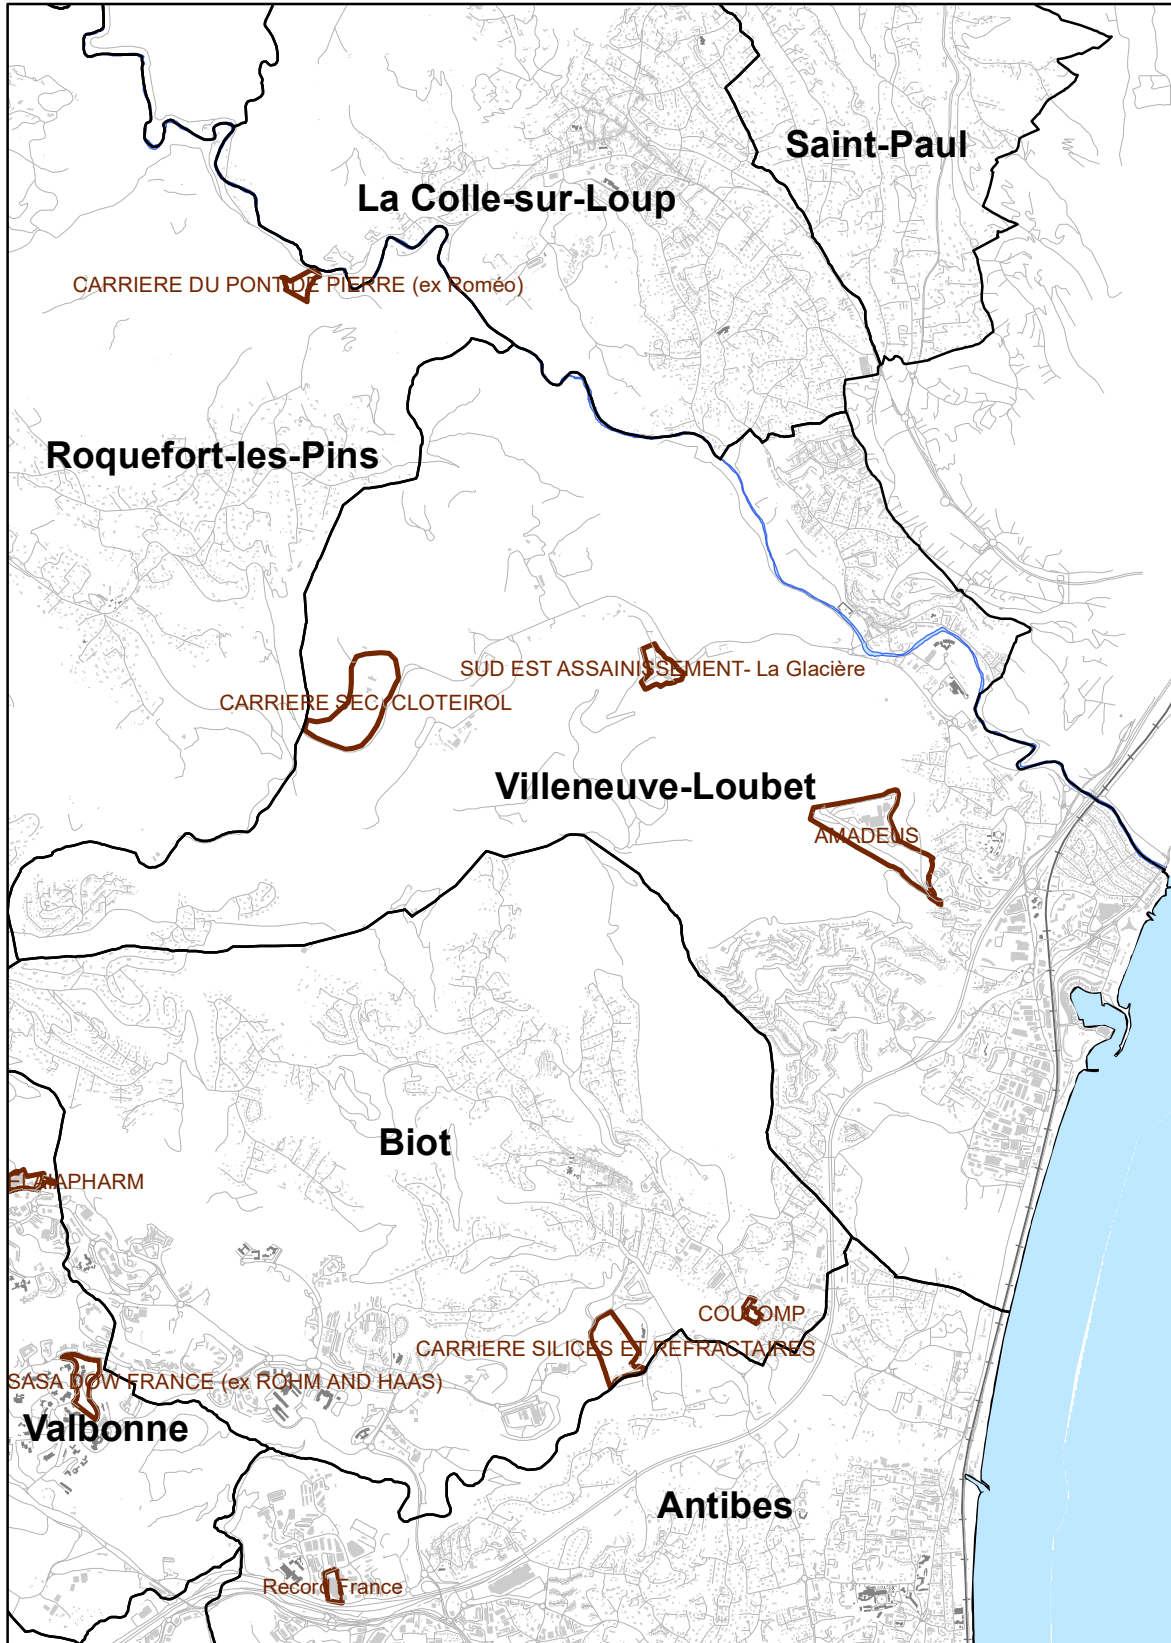 Saint-Paul
La Colle-sur-Loup
CARRIERE DU PONT DE PIERRE (ex Roméo)
Roquefort-les-Pins
SUD EST ASSAINISSEMENT- La Glacière
CARRIERE SEC CLOTEIROL
Villeneuve-Loubet
AMADEUS
Biot
COUCOMP
CARRIERE SILICES ET REFRACTAIRES
SASA DOW FRANCE (ex ROHM AND HAAS)
Valbonne
Antibes
Record France